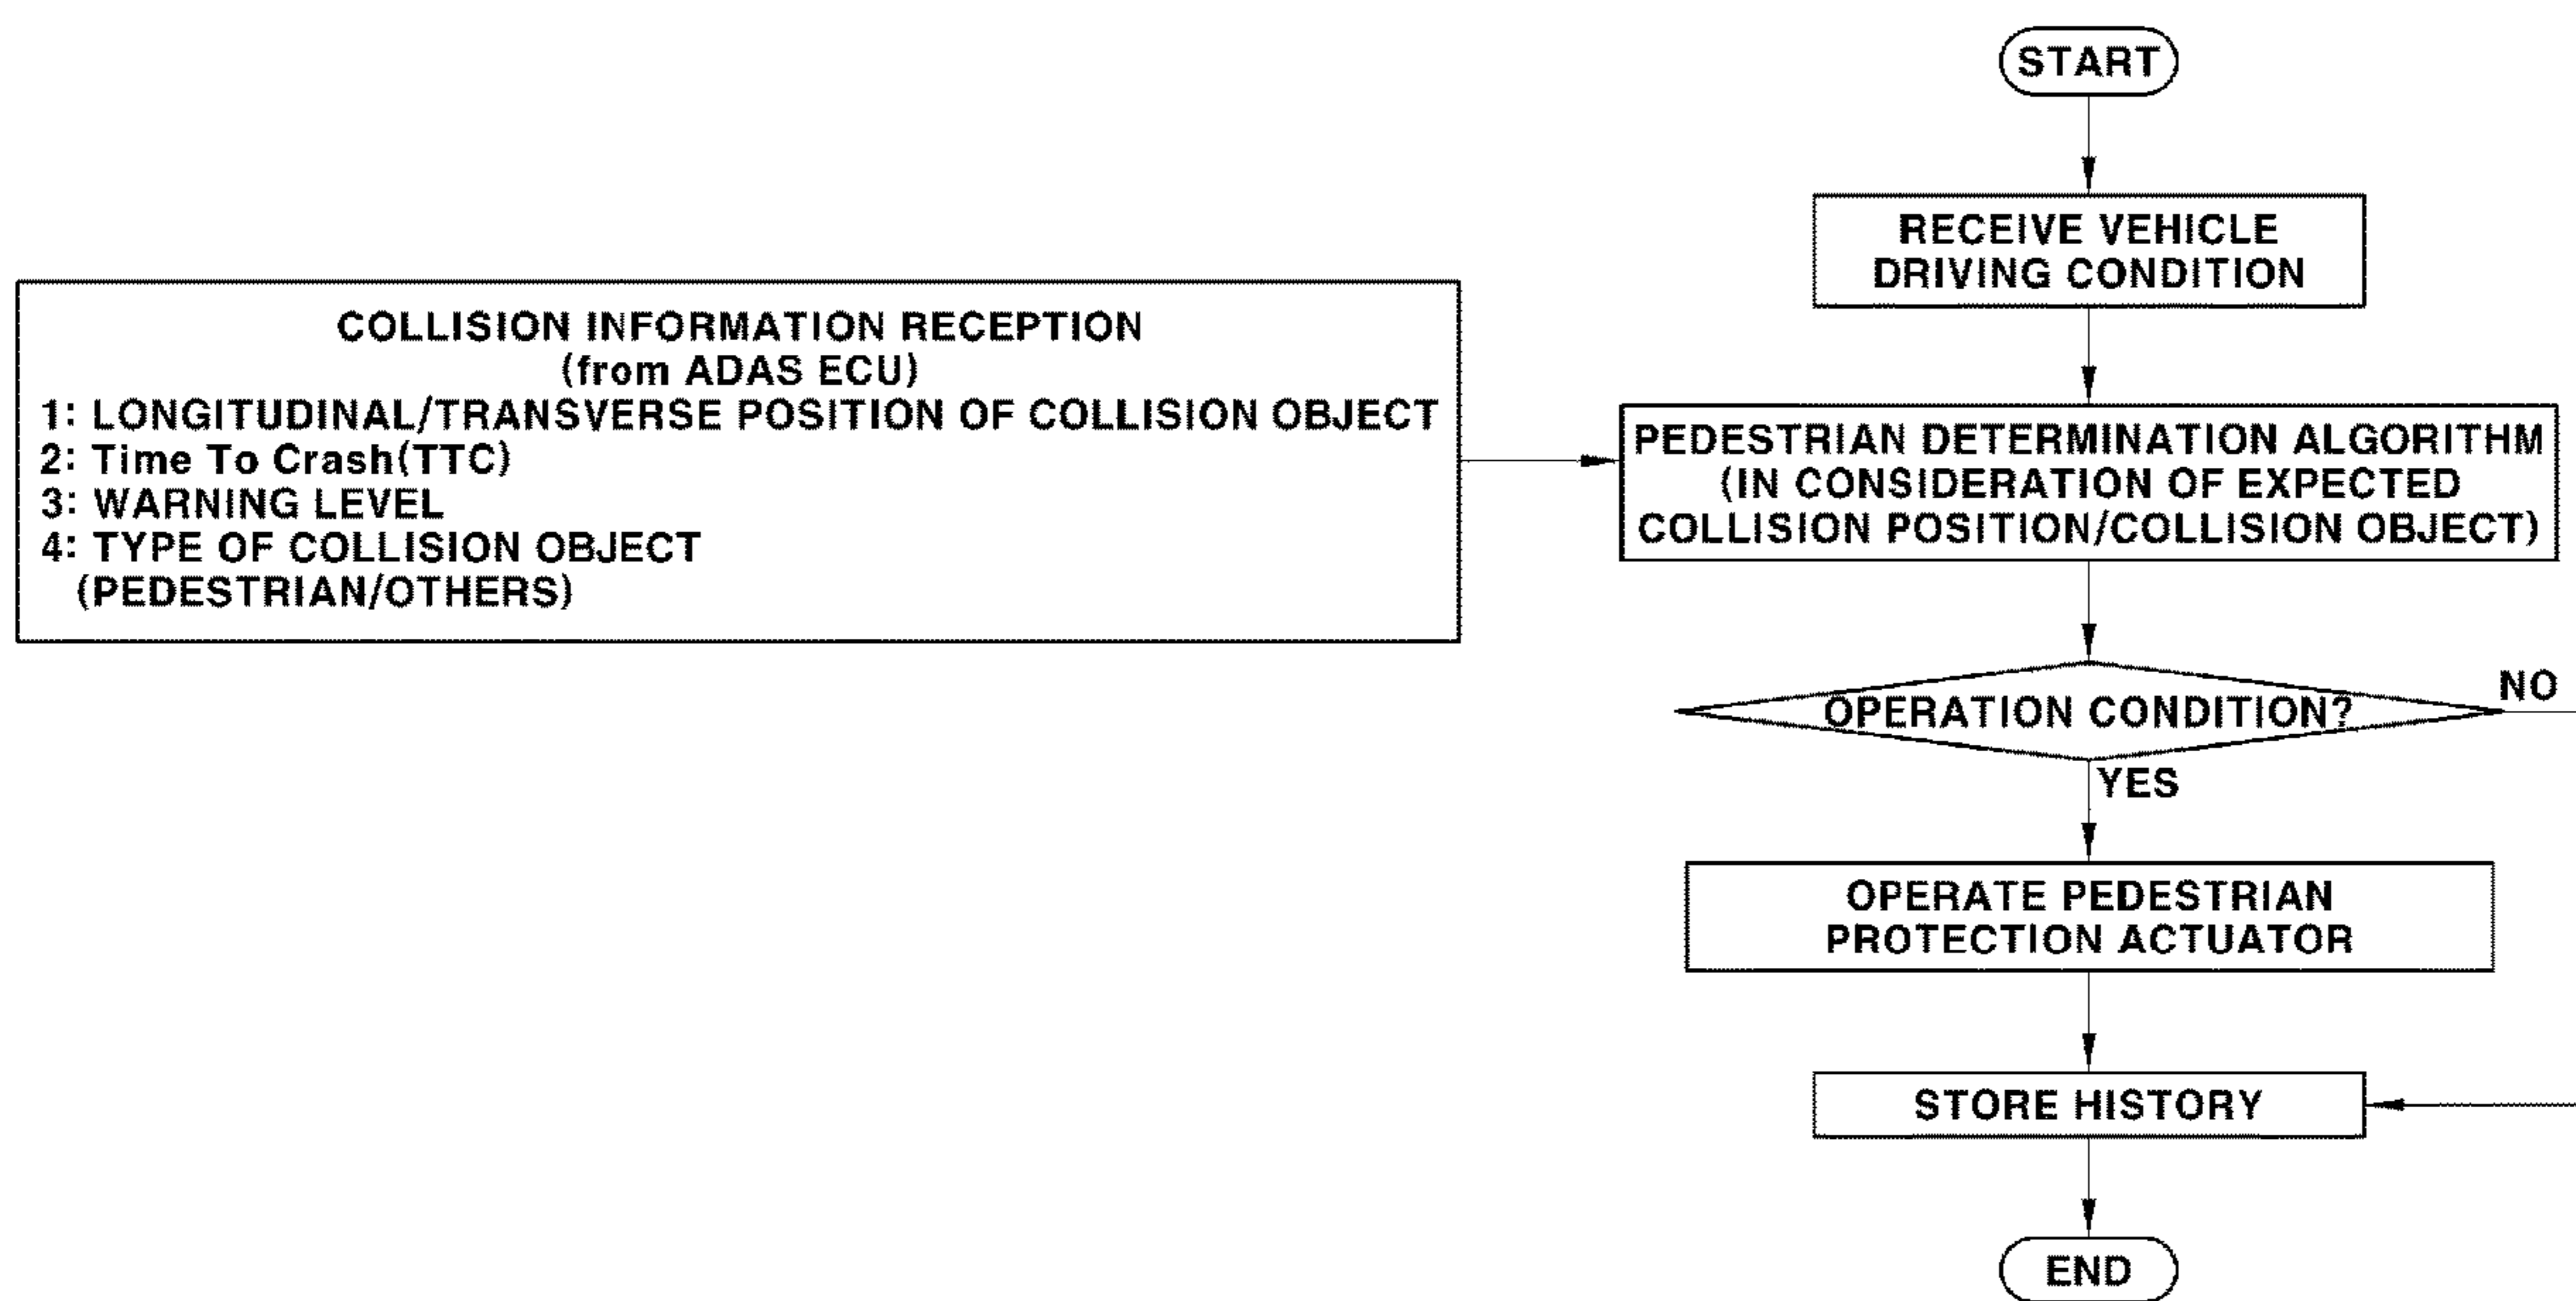 START
RECEIVE VEHICLE
DRIVING CONDITION
COLLISION INFORMATION RECEPTION
(from ADAS ECU)
1: LONGITUDINAL/TRANSVERSE POSITION OF COLLISION OBJECT
2: Time To Crash(TTC)
3: WARNING LEVEL
4: TYPE OF COLLISION OBJECT
(PEDESTRIAN/OTHERS)
PEDESTRIAN DETERMINATION ALGORITHM
(IN CONSIDERATION OF EXPECTED
COLLISION POSITION/COLLISION OBJECT)
OPERATION CONDITION?
NO
YES
OPERATE PEDESTRIAN
PROTECTION ACTUATOR
STORE HISTORY
END